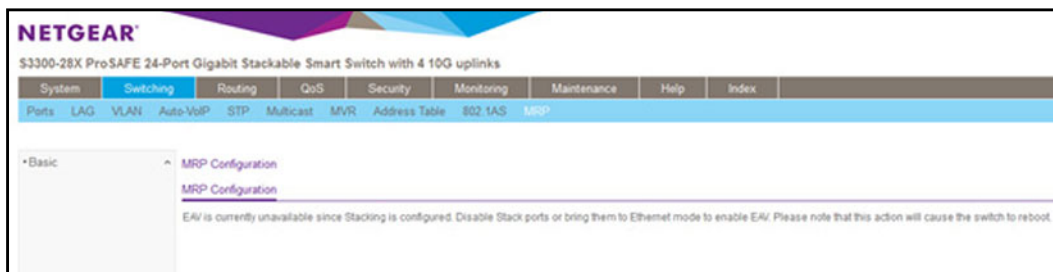 NETGEAR®
S3300-28X ProSAFE 24-Port Gigabit Stackable Smart Switch with 4 10G uplinks
System Switching Routing QoS Security Monitoring Maintenance Help Index
Ports LAG VLAN Auto-VoIP STP Multicast MVR Address Table 802.1AS MRP
• Basic
MRP Configuration
MRP Configuration
EAV is currently unavailable since Stacking is configured. Disable Stack ports or bring them to Ethernet mode to enable EAV. Please note that this action will cause the switch to reboot.